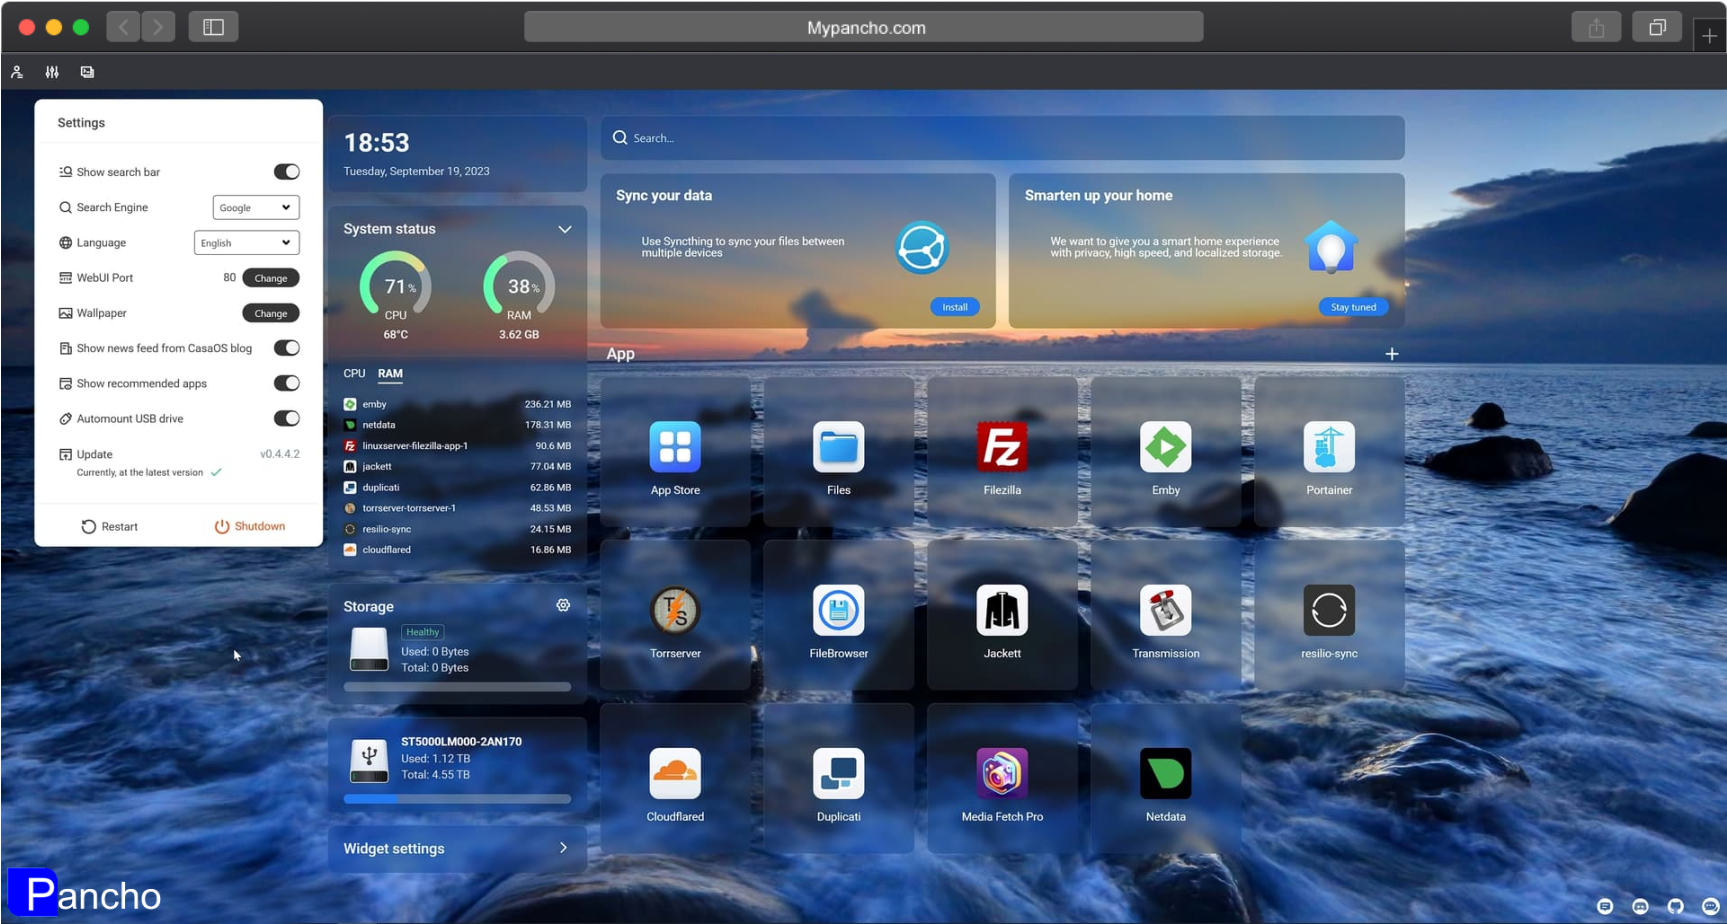 Mypancho.com
Settings
Show search bar
Search Engine
Google
Language
English
WebUI Port
80
Change
Wallpaper
Change
Show news feed from CasaOS blog
Show recommended apps
Automount USB drive
Update
v0.4.4.2
Currently, at the latest version
Restart
Shutdown
18:53
Tuesday, September 19, 2023
System status
71%
CPU
68°C
38%
RAM
3.62 GB
CPU RAM
emby 236.21 MB
netdata 178.31 MB
linuxserver-filezilla-app-1 90.6 MB
jackett 77.04 MB
duplicati 62.86 MB
torrserver-torrserver-1 48.53 MB
resilio-sync 24.15 MB
cloudflared 16.86 MB
Storage
Healthy
Used: 0 Bytes
Total: 0 Bytes
ST5000LM000-2AN170
Used: 1.12 TB
Total: 4.55 TB
Widget settings
Search...
Sync your data
Use Syncthing to sync your files between
multiple devices
Install
Smarten up your home
We want to give you a smart home experience
with privacy, high speed, and localized storage.
Stay tuned
App
App Store
Files
Filezilla
Emby
Portainer
Torrserver
FileBrowser
Jackett
Transmission
resilio-sync
Cloudflared
Duplicati
Media Fetch Pro
Netdata
Pancho